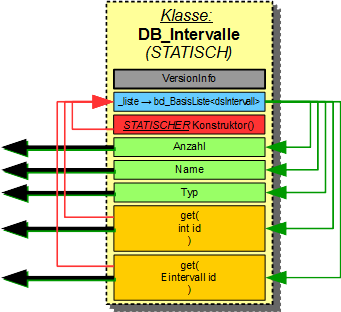 Klasse:
DB_Intervalle
(STATISCH)
VersionInfo
_liste → bd_BasisListe<dsIntervall>
STATISCHER Konstruktor()
Anzahl
Name
Typ
get(
int id
)
get(
Eintervall id
)